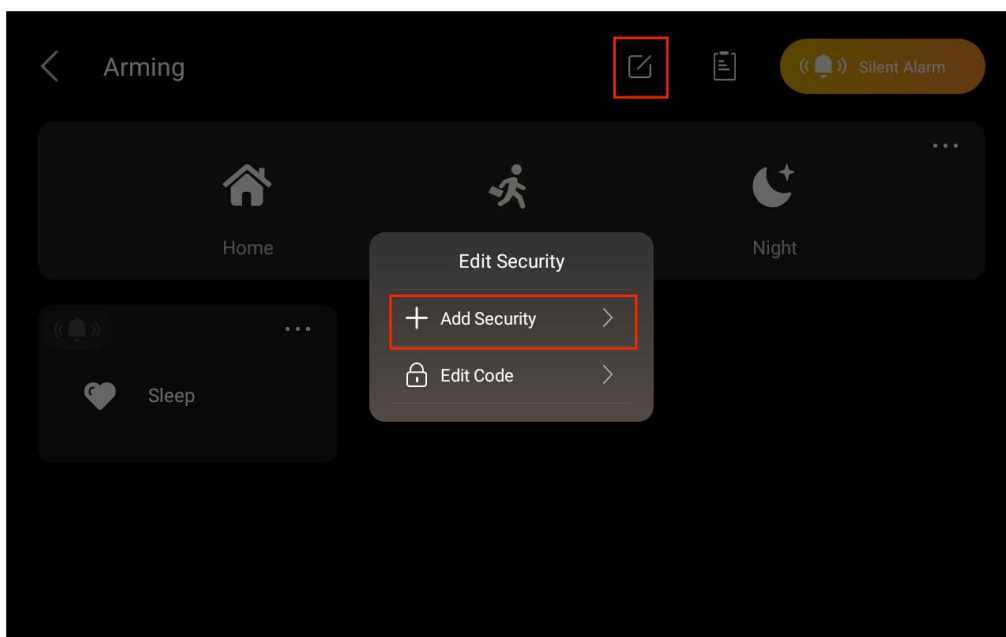 Arming
Silent Alarm
Home
Night
Edit Security
Add Security
Edit Code
Sleep